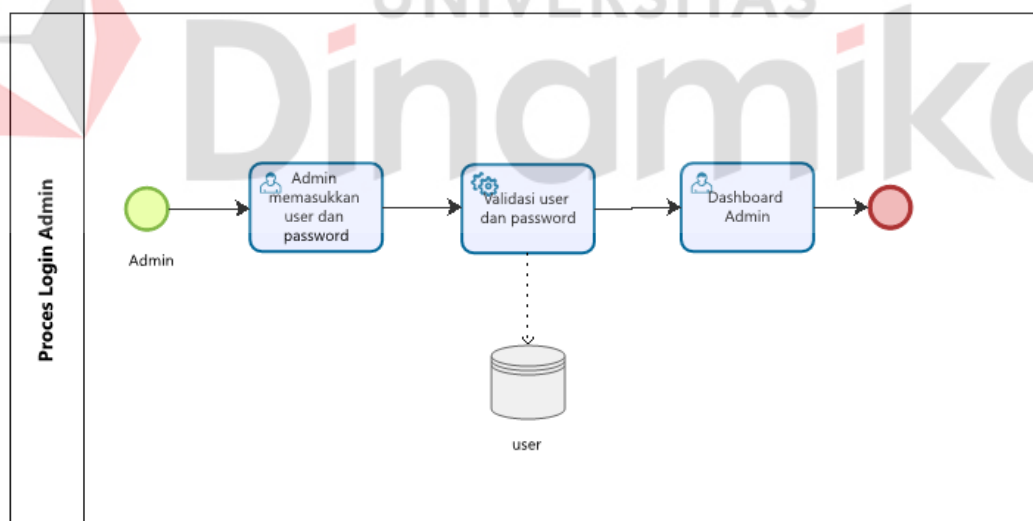 UNIVERSITAS
Dinamika
Proces Login Admin
Admin
Admin
memasukkan
user dan
password
Validasi user
dan password
Dashboard
Admin
user